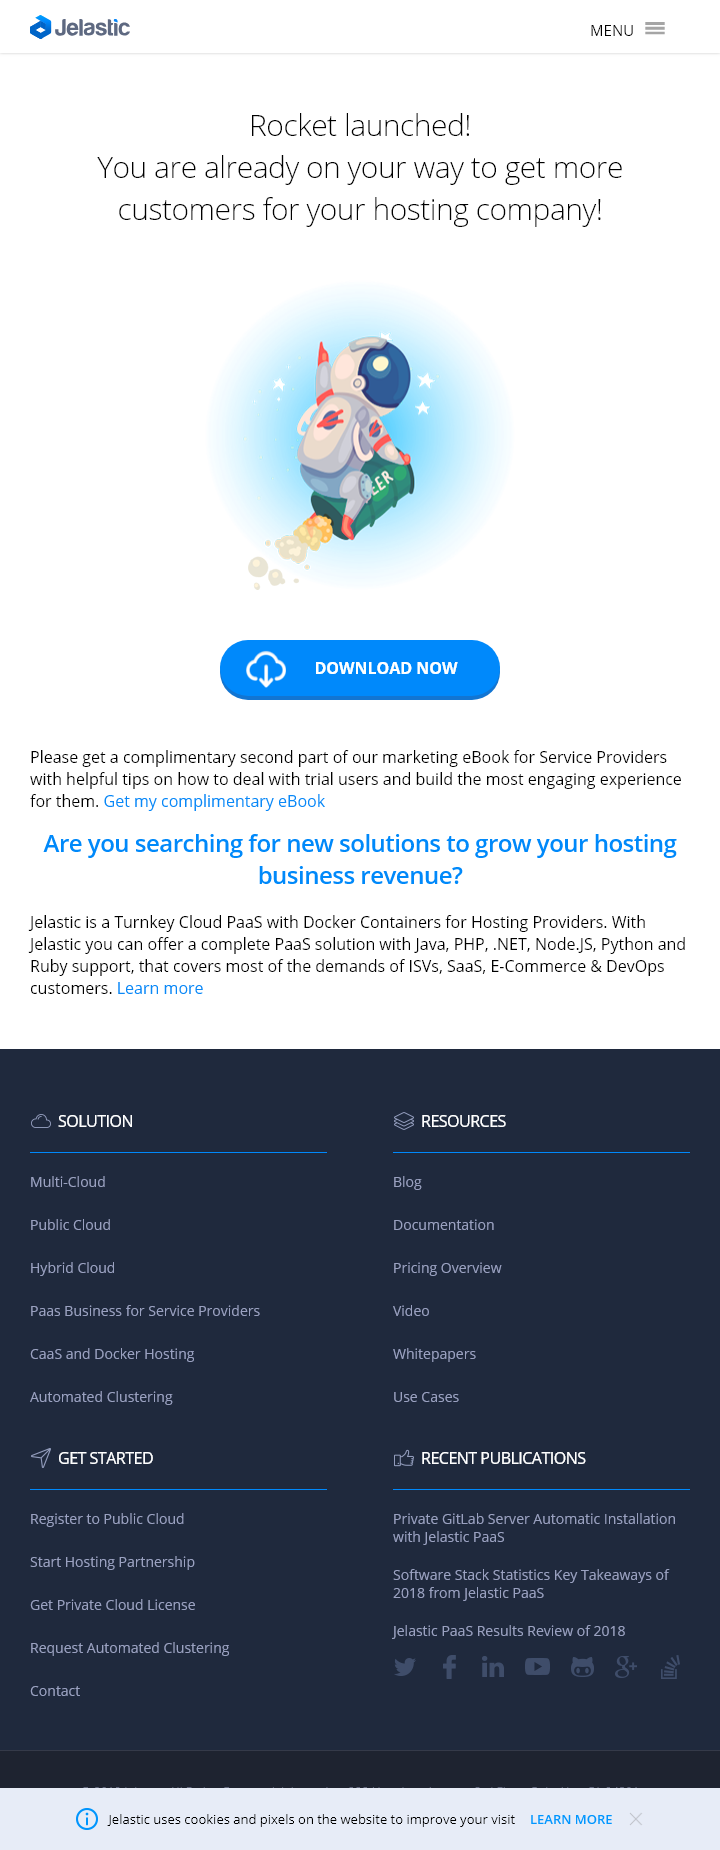 Jelastic
MENU
Rocket launched!
You are already on your way to get more
customers for your hosting company!
EER
DOWNLOAD NOW
Please get a complimentary second part of our marketing eBook for Service Providers
with helpful tips on how to deal with trial users and build the most engaging experience
for them. Get my complimentary eBook
Are you searching for new solutions to grow your hosting
business revenue?
Jelastic is a Turnkey Cloud PaaS with Docker Containers for Hosting Providers. With
Jelastic you can offer a complete PaaS solution with Java, PHP, .NET, Node.JS, Python and
Ruby support, that covers most of the demands of ISVs, SaaS, E-Commerce & DevOps
customers. Learn more
SOLUTION
Multi-Cloud
Public Cloud
Hybrid Cloud
Paas Business for Service Providers
CaaS and Docker Hosting
Automated Clustering
RESOURCES
Blog
Documentation
Pricing Overview
Video
Whitepapers
Use Cases
GET STARTED
Register to Public Cloud
Start Hosting Partnership
Get Private Cloud License
Request Automated Clustering
Contact
RECENT PUBLICATIONS
Private GitLab Server Automatic Installation
with Jelastic PaaS
Software Stack Statistics Key Takeaways of
2018 from Jelastic PaaS
Jelastic PaaS Results Review of 2018
Jelastic uses cookies and pixels on the website to improve your visit LEARN MORE